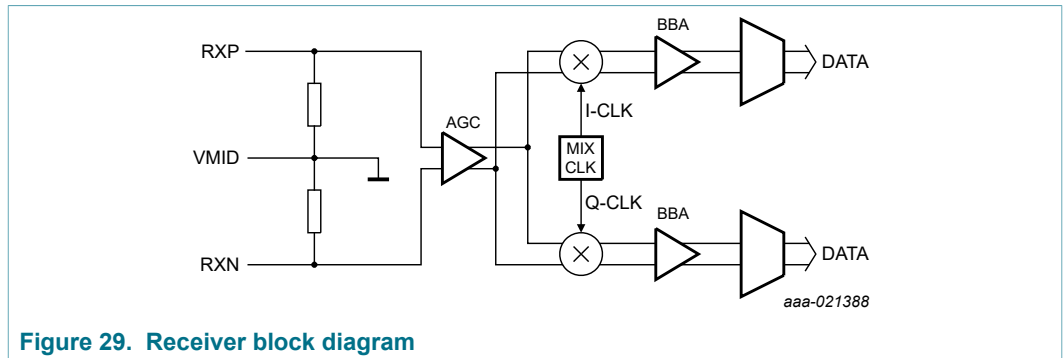 RXP
VMID
RXN
AGC
MIX
CLK
I-CLK
Q-CLK
BBA
DATA
BBA
DATA
aaa-021388
Figure 29. Receiver block diagram